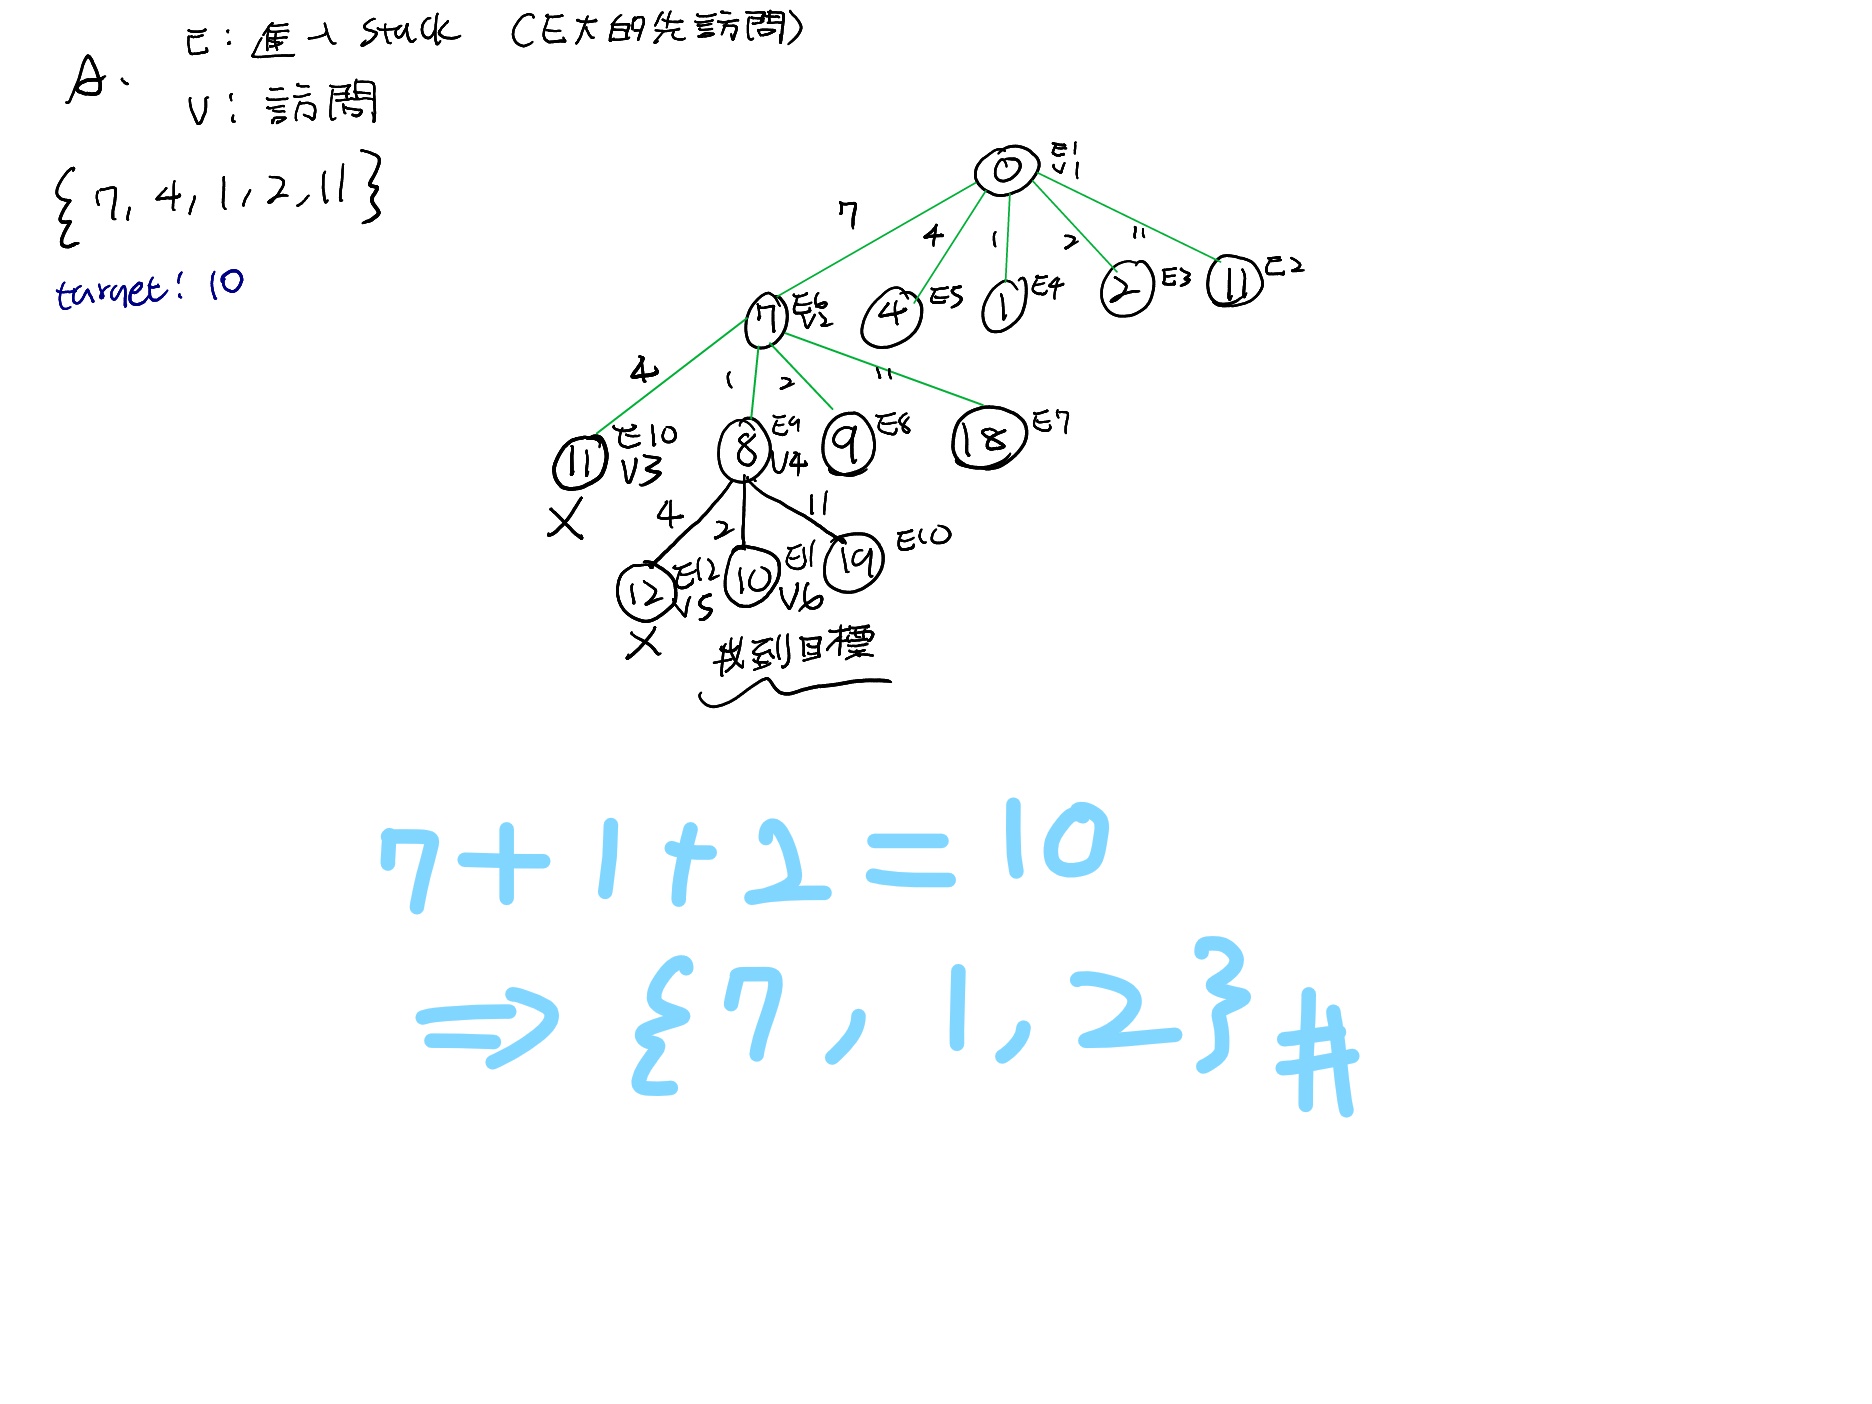 A.
E: 進入 stack (E大的先訪問)
V: 訪問
{7, 4, 1, 2, 11}
target: 10
0 E1 V1
7 4 1 2 11
7 E6 V2
4 E5
1 E4
2 E3
11 E2
4 1 2 11
11 E10 V3
8 E9 V4
9 E8
18 E7
X
4 2 11
12 E12 V5
10 E11 V6
19 E10
X
找到目標
7+1+2=10
⇒ {7, 1, 2} #